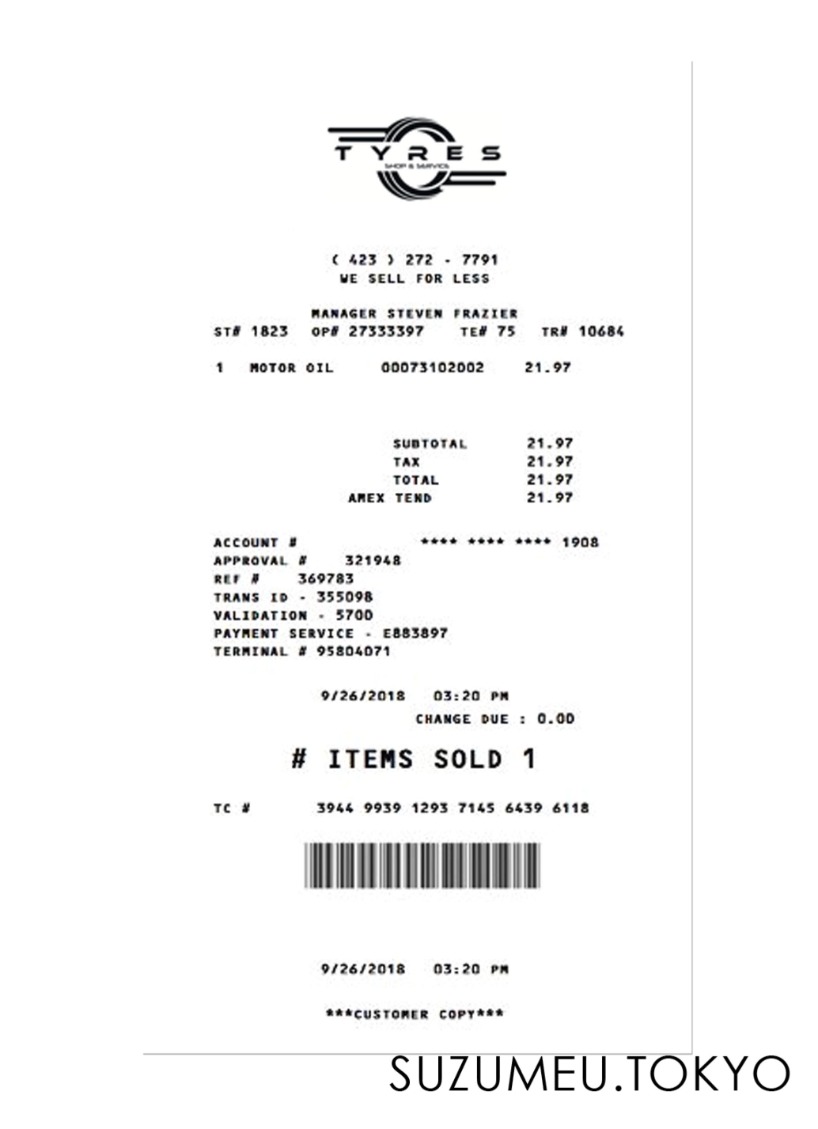 TYRES
SHOP & SERVICE
( 423 ) 272 - 7791
WE SELL FOR LESS
MANAGER STEVEN FRAZIER
ST# 1823 OP# 27333397 TE# 75 TR# 10684
1 MOTOR OIL 00073102002 21.97
SUBTOTAL 21.97
TAX 21.97
TOTAL 21.97
AMEX TEND 21.97
ACCOUNT # **** **** **** 1908
APPROVAL # 321948
REF # 369783
TRANS ID - 355098
VALIDATION - 5700
PAYMENT SERVICE - E883897
TERMINAL # 95804071
9/26/2018 03:20 PM
CHANGE DUE : 0.00
# ITEMS SOLD 1
TC # 3944 9939 1293 7145 6439 6118
9/26/2018 03:20 PM
***CUSTOMER COPY***
SUZUMEU.TOKYO